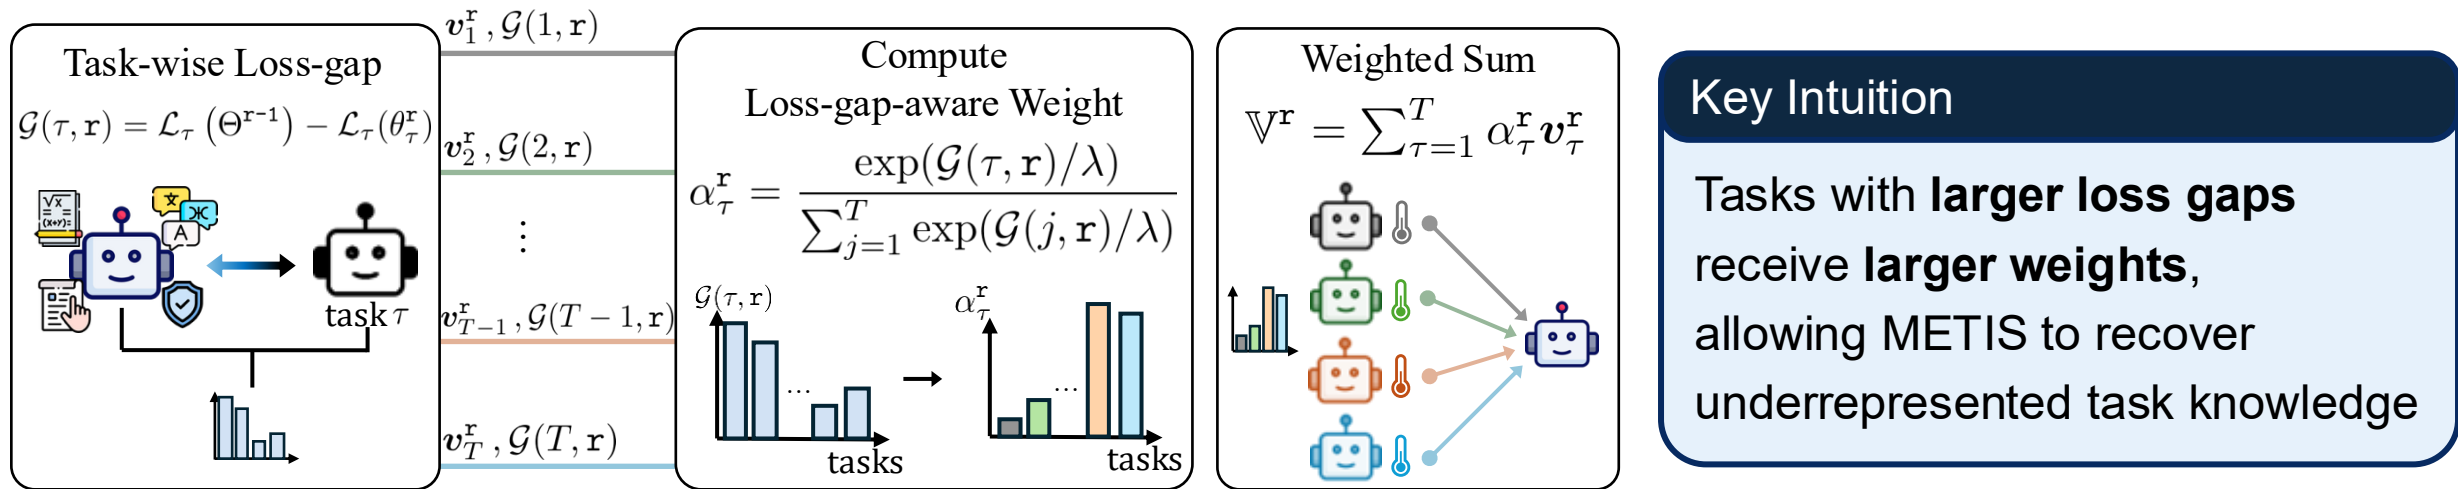 Task-wise Loss-gap
𝒢(τ, r) = ℒ_τ (Θ^{r-1}) − ℒ_τ(θ_τ^r)
√x
=
(x+y)=
文
A
task τ
v_1^r, 𝒢(1, r)
v_2^r, 𝒢(2, r)
⋮
v_{T−1}^r, 𝒢(T − 1, r)
v_T^r, 𝒢(T, r)
Compute
Loss-gap-aware Weight
α_τ^r = exp(𝒢(τ, r)/λ) / ∑_{j=1}^T exp(𝒢(j, r)/λ)
𝒢(τ, r)
...
tasks
α_τ^r
...
tasks
Weighted Sum
𝕍^r = ∑_{τ=1}^T α_τ^r v_τ^r
Key Intuition
Tasks with larger loss gaps
receive larger weights,
allowing METIS to recover
underrepresented task knowledge